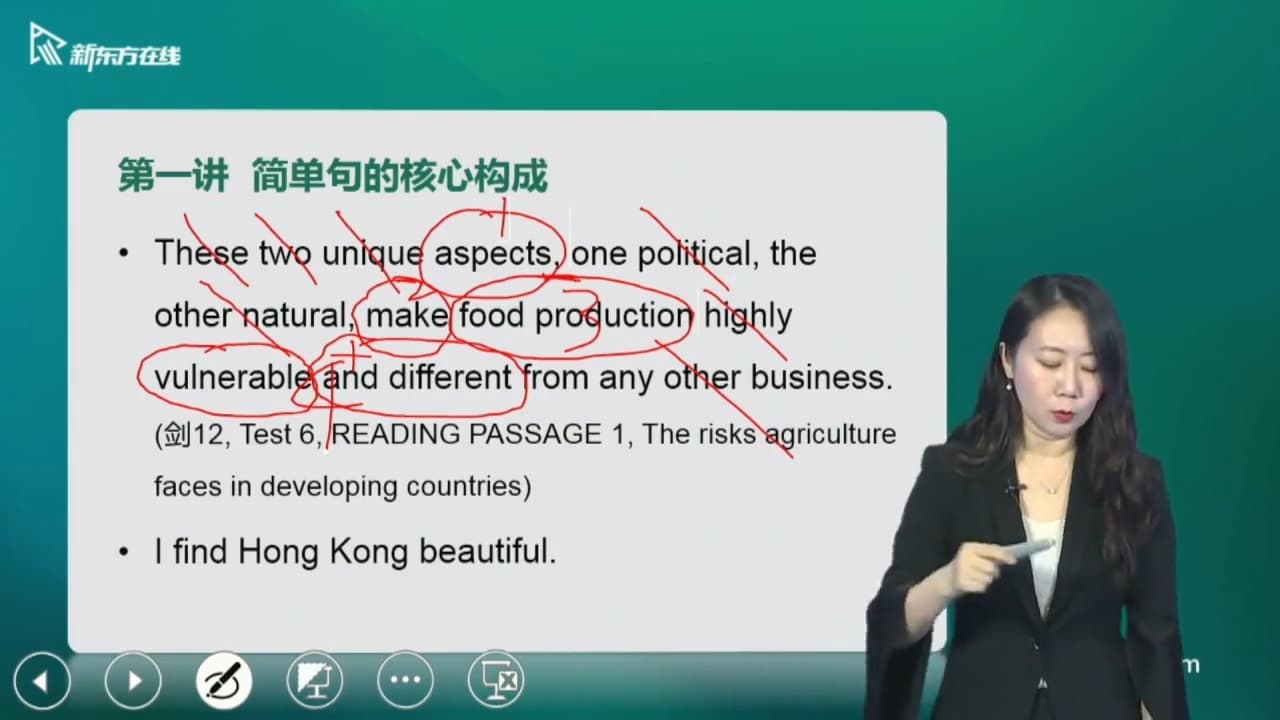 新东方在线
第一讲 简单句的核心构成
• These two unique aspects, one political, the
other natural, make food production highly
vulnerable and different from any other business.
(剑12, Test 6, READING PASSAGE 1, The risks agriculture
faces in developing countries)
• I find Hong Kong beautiful.